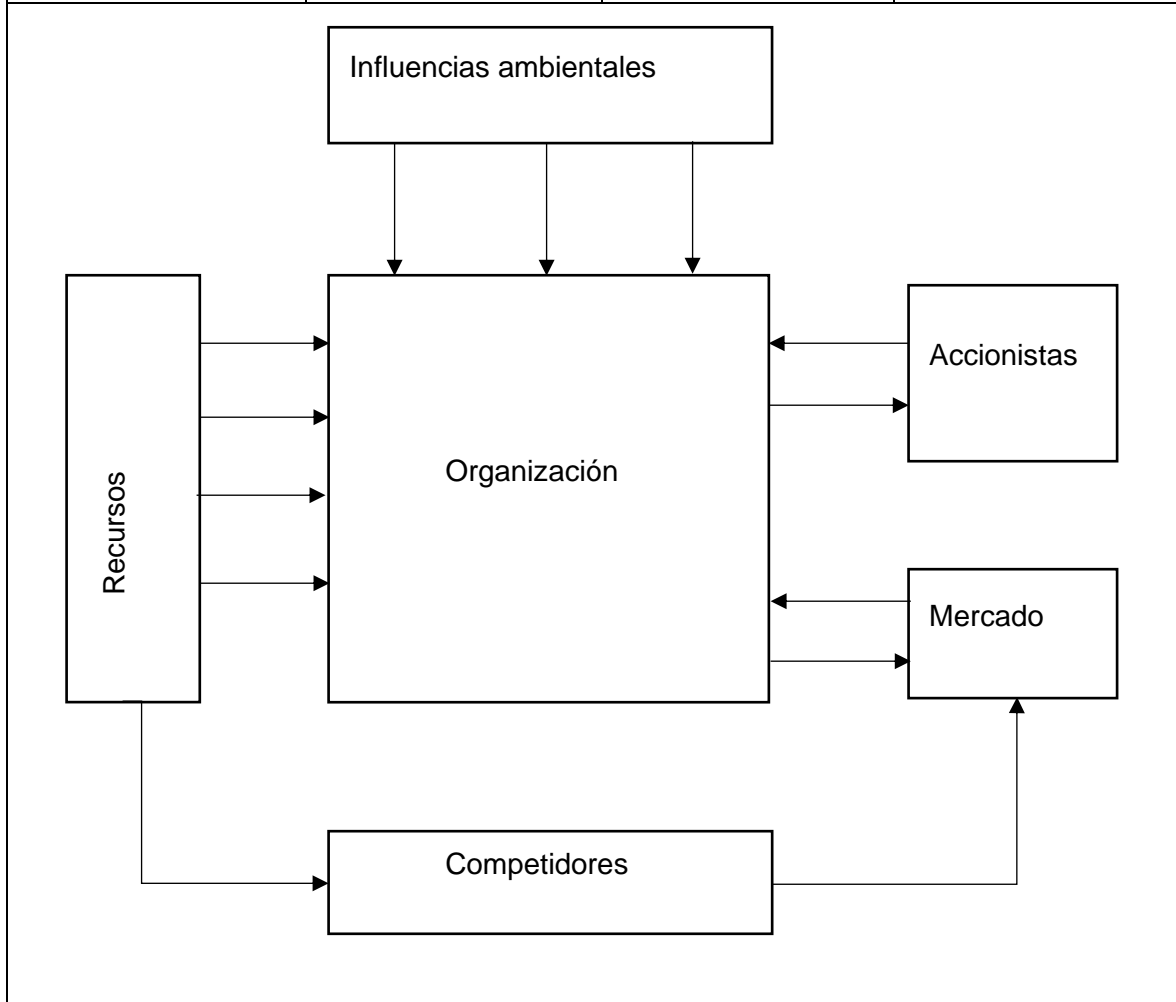 Influencias ambientales
Accionistas
Organización
Recursos
Mercado
Competidores